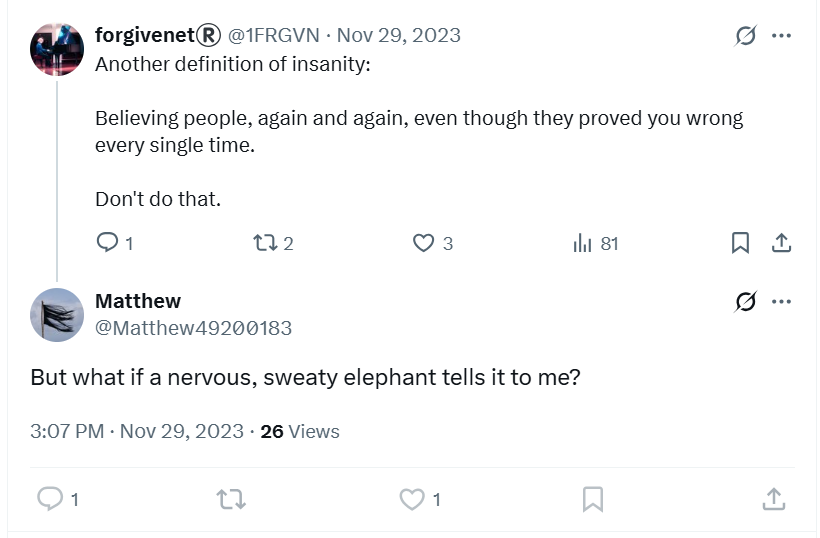 forgivenet®️ @1FRGVN · Nov 29, 2023
Another definition of insanity:
Believing people, again and again, even though they proved you wrong
every single time.
Don't do that.
1 2 3 81
Matthew
@Matthew49200183
But what if a nervous, sweaty elephant tells it to me?
3:07 PM · Nov 29, 2023 · 26 Views
1 1